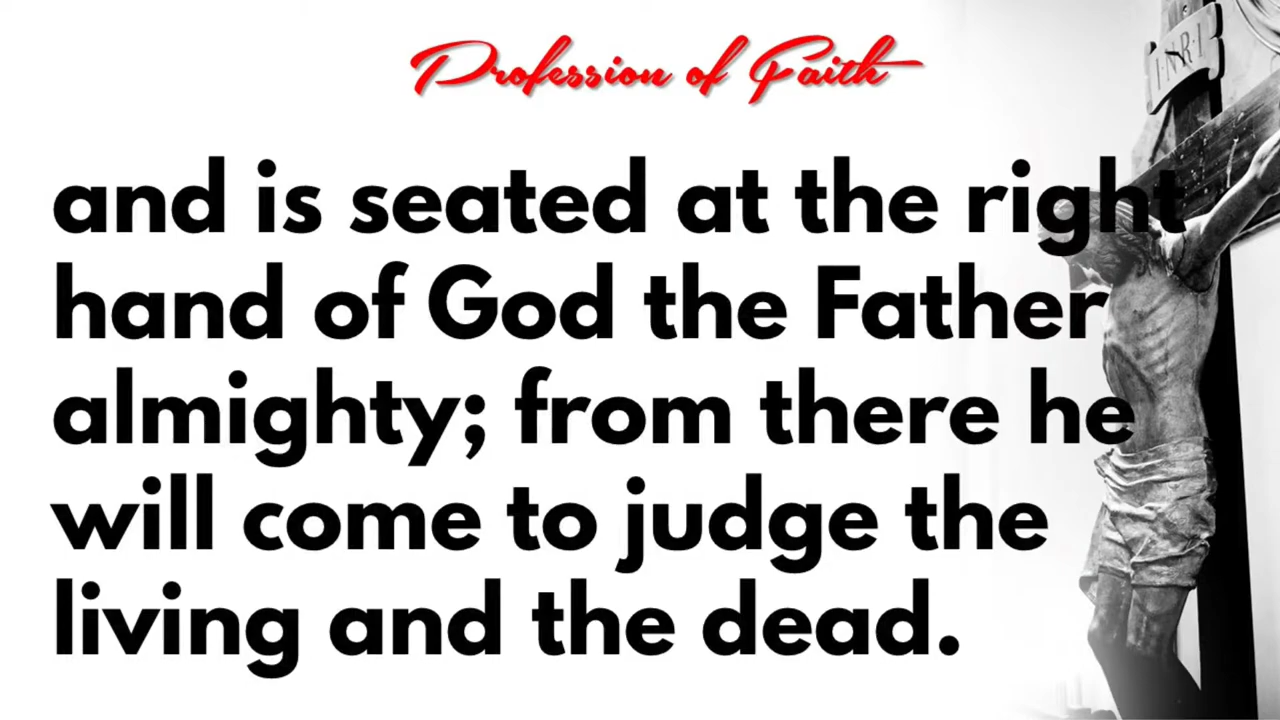 Profession of Faith
I·N·R·I
and is seated at the right
hand of God the Father
almighty; from there he
will come to judge the
living and the dead.